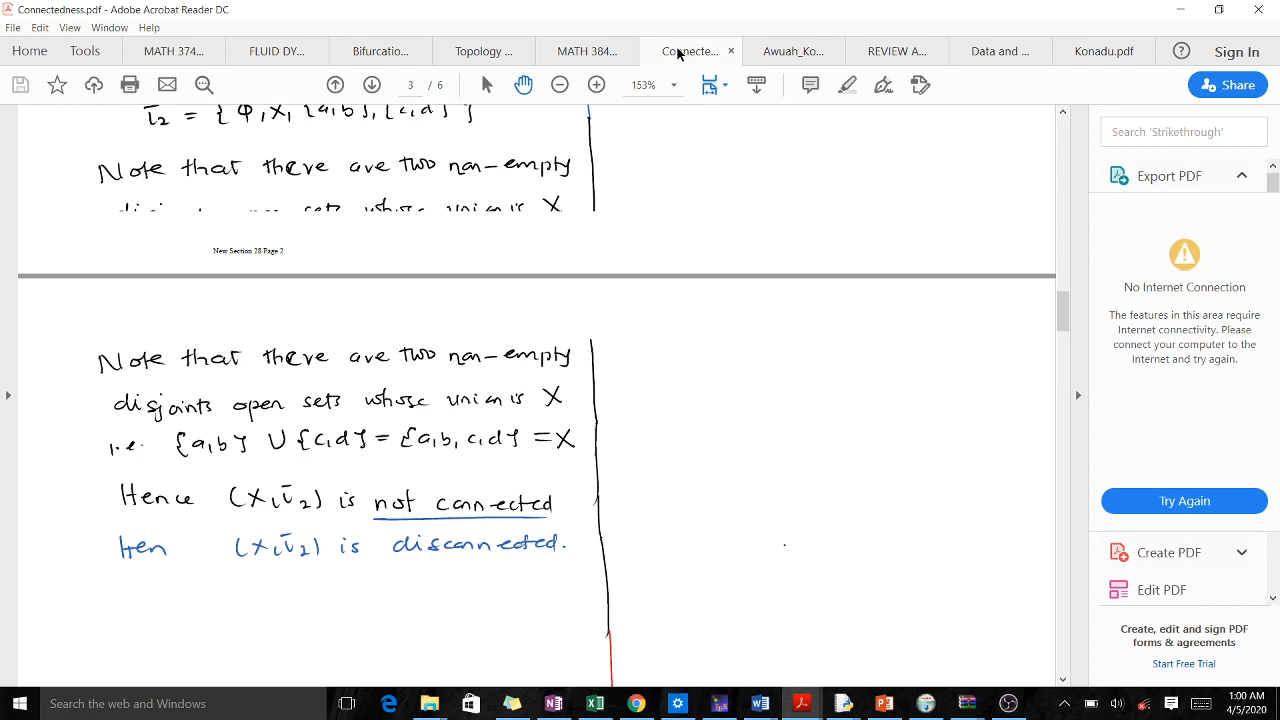 Connectedness.pdf - Adobe Acrobat Reader DC
File Edit View Window Help
Home Tools MATH 374... FLUID DY... Bifurcatio... Topology ... MATH 384... Connecte... × Awuah_Ko... REVIEW A... Data and ... Konadu.pdf Sign In
3 / 6 153% Share
τ2 = { Φ, X, {a,b}, {c,d} }
Note that there are two non-empty
disjoints open sets whose union is X
New Section 28 Page 2
Note that there are two non-empty
disjoints open sets whose union is X
i.e. {a,b} ∪ {c,d} = {a,b, c,d} = X
Hence (X,τ2) is not connected
Hen (X,τ2) is disconnected.
Search 'Strikethrough'
Export PDF
No Internet Connection
The features in this area require
Internet connectivity. Please
connect your computer to the
Internet and try again.
Try Again
Create PDF
Edit PDF
Create, edit and sign PDF
forms & agreements
Start Free Trial
Search the web and Windows
1:00 AM
4/5/2020